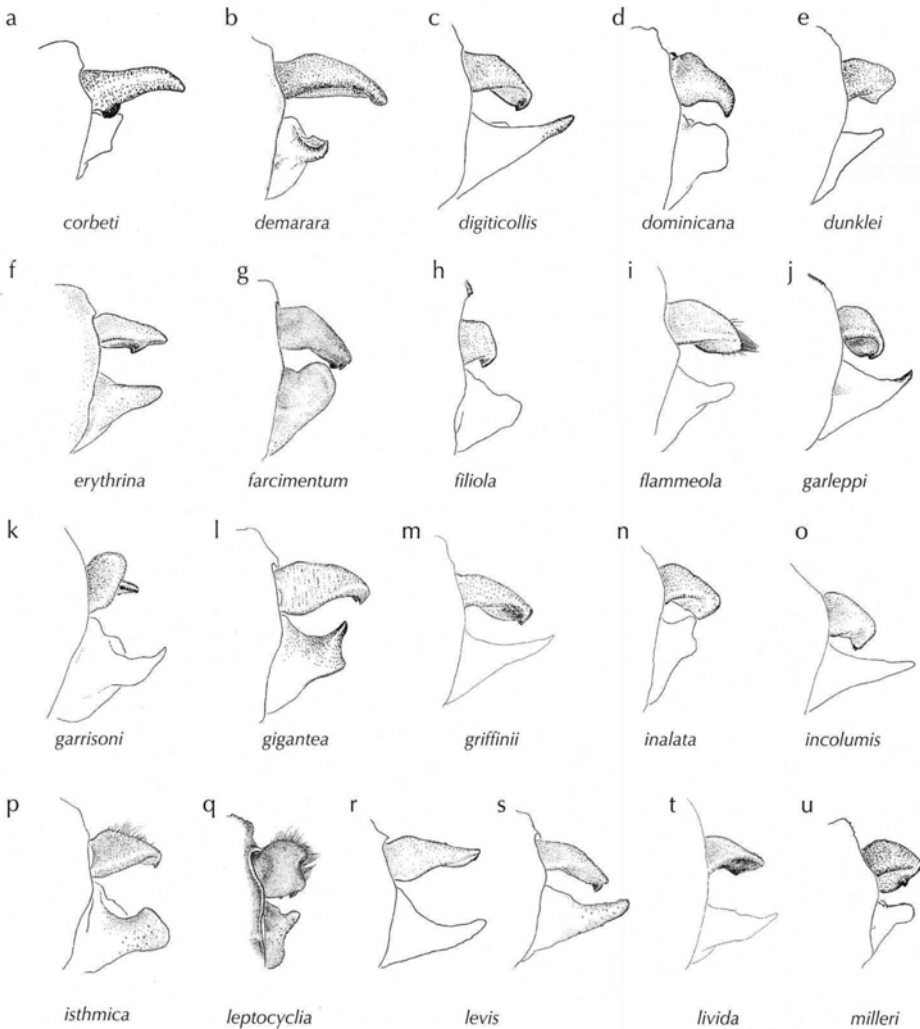 a b c d e
corbeti demarara digiticollis dominicana dunklei
f g h i j
erythrina farcimentum filiola flammeola garleppi
k l m n o
garrisoni gigantea griffinii inalata incolumis
p q r s t u
isthmica leptocyclia levis livida milleri